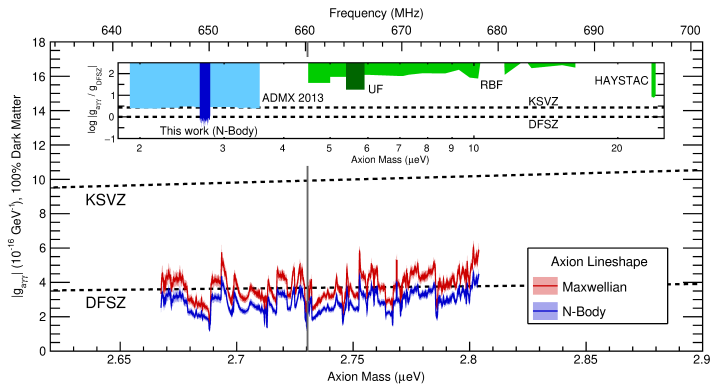 Frequency (MHz)
640 650 660 670 680 690 700
18
16
14
12
10
8
6
4
2
0
|g_aγγ| (10^-16 GeV^-1), 100% Dark Matter
log |g_aγγ / g_DFSZ|
2
1
0
−1
ADMX 2013
This work (N-Body)
UF
RBF
HAYSTAC
KSVZ
DFSZ
2 3 4 5 6 7 8 9 10 20
Axion Mass (μeV)
KSVZ
DFSZ
Axion Lineshape
Maxwellian
N-Body
2.65 2.7 2.75 2.8 2.85 2.9
Axion Mass (μeV)